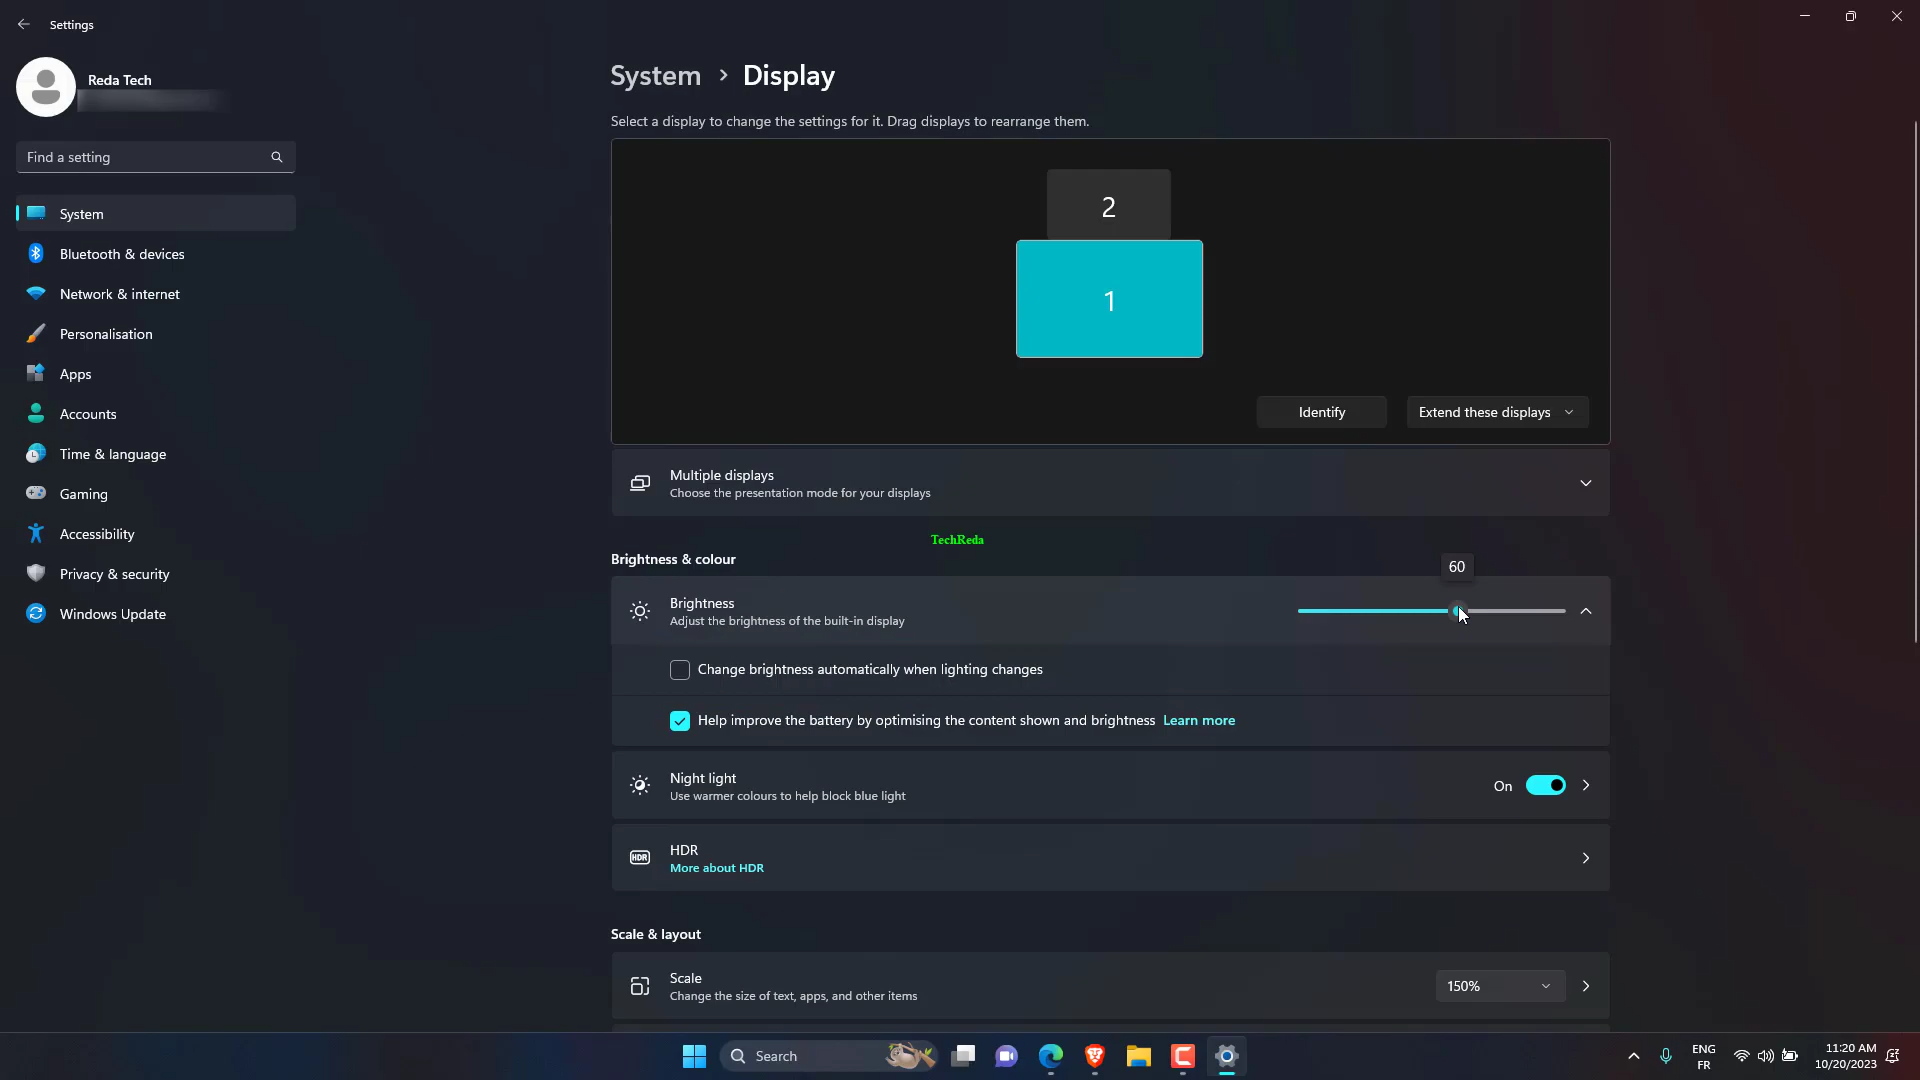 Settings
Reda Tech
Find a setting
System
Bluetooth & devices
Network & internet
Personalisation
Apps
Accounts
Time & language
Gaming
Accessibility
Privacy & security
Windows Update
System > Display
Select a display to change the settings for it. Drag displays to rearrange them.
2
1
Identify
Extend these displays
Multiple displays
Choose the presentation mode for your displays
TechReda
Brightness & colour
60
Brightness
Adjust the brightness of the built-in display
Change brightness automatically when lighting changes
Help improve the battery by optimising the content shown and brightness Learn more
Night light
Use warmer colours to help block blue light
On
HDR
HDR
More about HDR
Scale & layout
Scale
Change the size of text, apps, and other items
150%
Search
ENG
FR
11:20 AM
10/20/2023